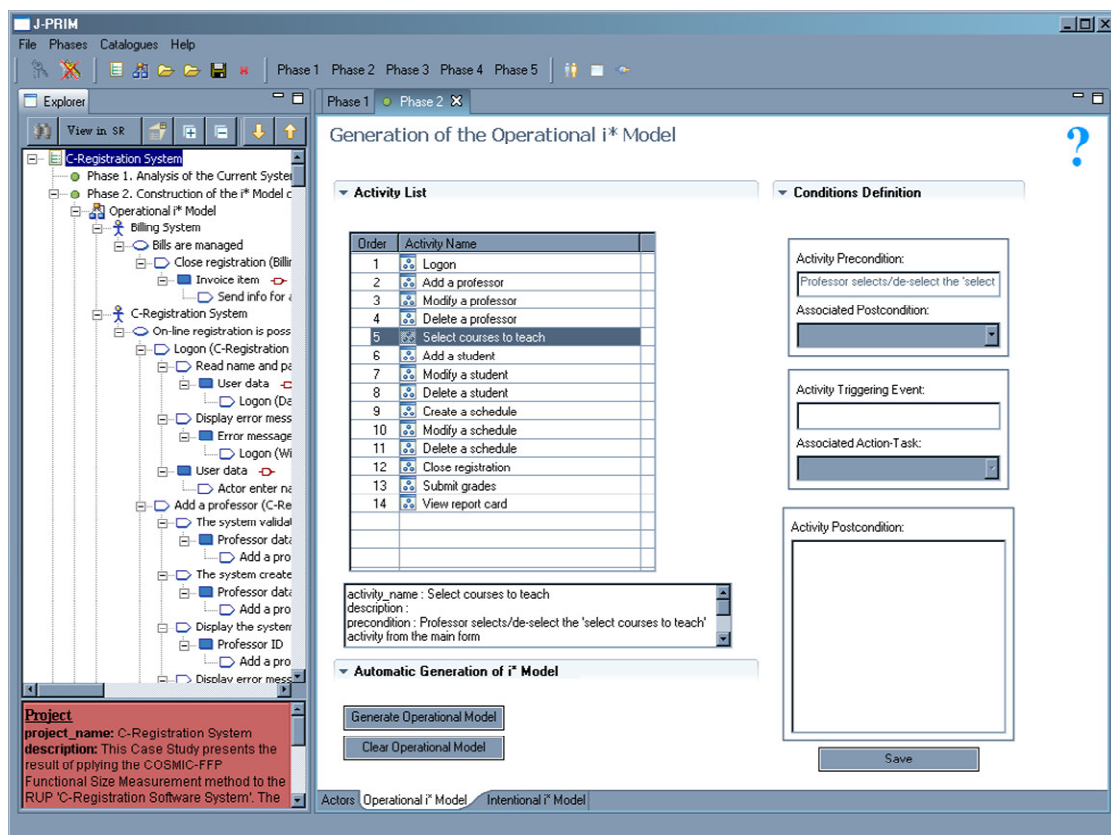 J-PRIM
File Phases Catalogues Help
Phase 1 Phase 2 Phase 3 Phase 4 Phase 5
Explorer
View in SR
C-Registration System
Phase 1. Analysis of the Current Syste
Phase 2. Construction of the i* Model c
Operational i* Model
Billing System
Bills are managed
Close registration (Billin
Invoice item
Send info for a
C-Registration System
On-line registration is poss
Logon (C-Registration
Read name and pa
User data
Logon (Da
Display error mess
Error message
Logon (Wi
User data
Actor enter na
Add a professor (C-Re
The system validat
Professor data
Add a pro
The system create
Professor data
Add a pro
Display the system
Professor ID
Add a pro
Display error mess
Project
project_name: C-Registration System
description: This Case Study presents the
result of pplying the COSMIC-FFP
Functional Size Measurement method to the
RUP 'C-Registration Software System'. The
Phase 1 Phase 2
Generation of the Operational i* Model
?
Activity List
Order Activity Name
1 Logon
2 Add a professor
3 Modify a professor
4 Delete a professor
5 Select courses to teach
6 Add a student
7 Modify a student
8 Delete a student
9 Create a schedule
10 Modify a schedule
11 Delete a schedule
12 Close registration
13 Submit grades
14 View report card
activity_name : Select courses to teach
description :
precondition : Professor selects/de-select the 'select courses to teach'
activity from the main form
Automatic Generation of i* Model
Generate Operational Model
Clear Operational Model
Conditions Definition
Activity Precondition:
Professor selects/de-select the 'select
Associated Postcondition:
Activity Triggering Event:
Associated Action-Task:
Activity Postcondition:
Save
Actors Operational i* Model Intentional i* Model